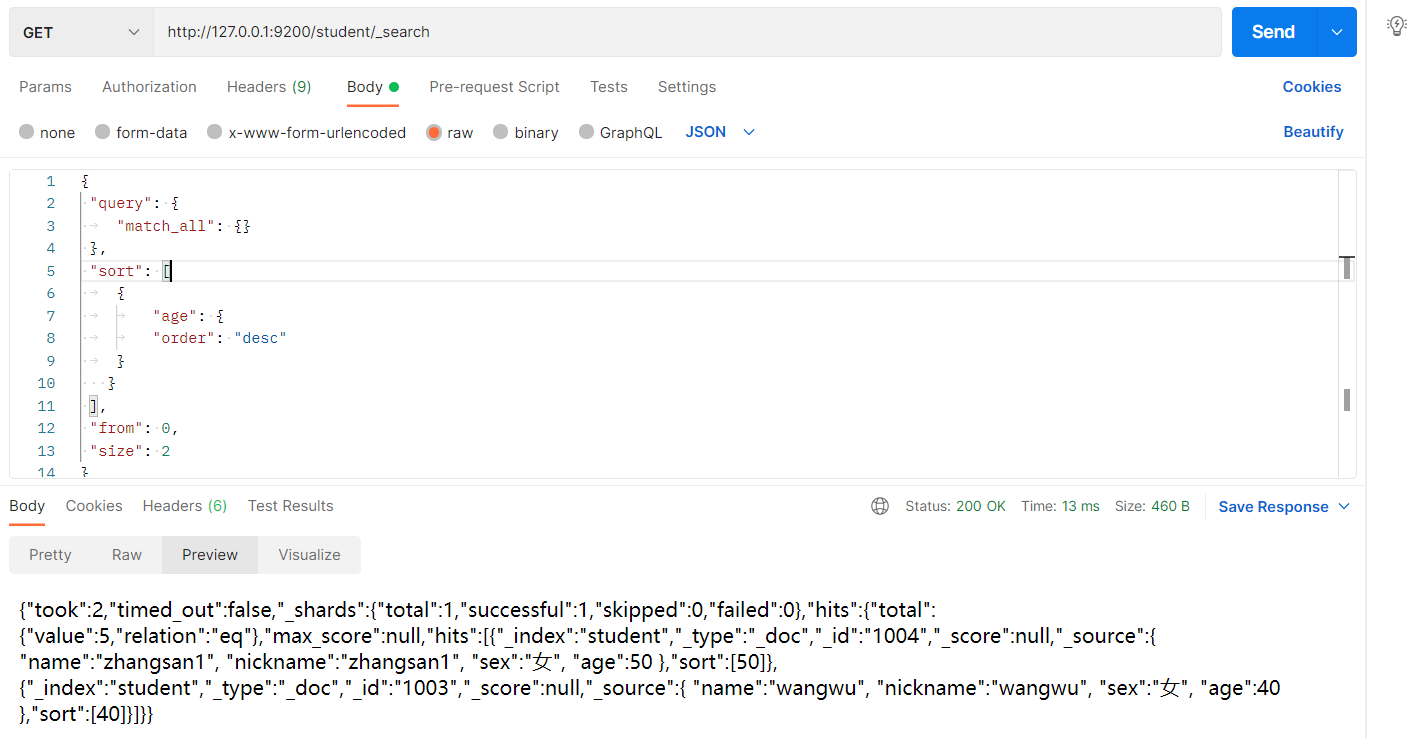 GET http://127.0.0.1:9200/student/_search Send
Params Authorization Headers (9) Body Pre-request Script Tests Settings Cookies
none form-data x-www-form-urlencoded raw binary GraphQL JSON Beautify
1 {
2 "query": {
3 "match_all": {}
4 },
5 "sort": [
6 {
7 "age": {
8 "order": "desc"
9 }
10 }
11 ],
12 "from": 0,
13 "size": 2
14 }
Body Cookies Headers (6) Test Results Status: 200 OK Time: 13 ms Size: 460 B Save Response
Pretty Raw Preview Visualize
{"took":2,"timed_out":false,"_shards":{"total":1,"successful":1,"skipped":0,"failed":0},"hits":{"total":
{"value":5,"relation":"eq"},"max_score":null,"hits":[{"_index":"student","_type":"_doc","_id":"1004","_score":null,"_source":{
"name":"zhangsan1", "nickname":"zhangsan1", "sex":"女", "age":50 },"sort":[50]},
{"_index":"student","_type":"_doc","_id":"1003","_score":null,"_source":{ "name":"wangwu", "nickname":"wangwu", "sex":"女", "age":40
},"sort":[40]}]}}